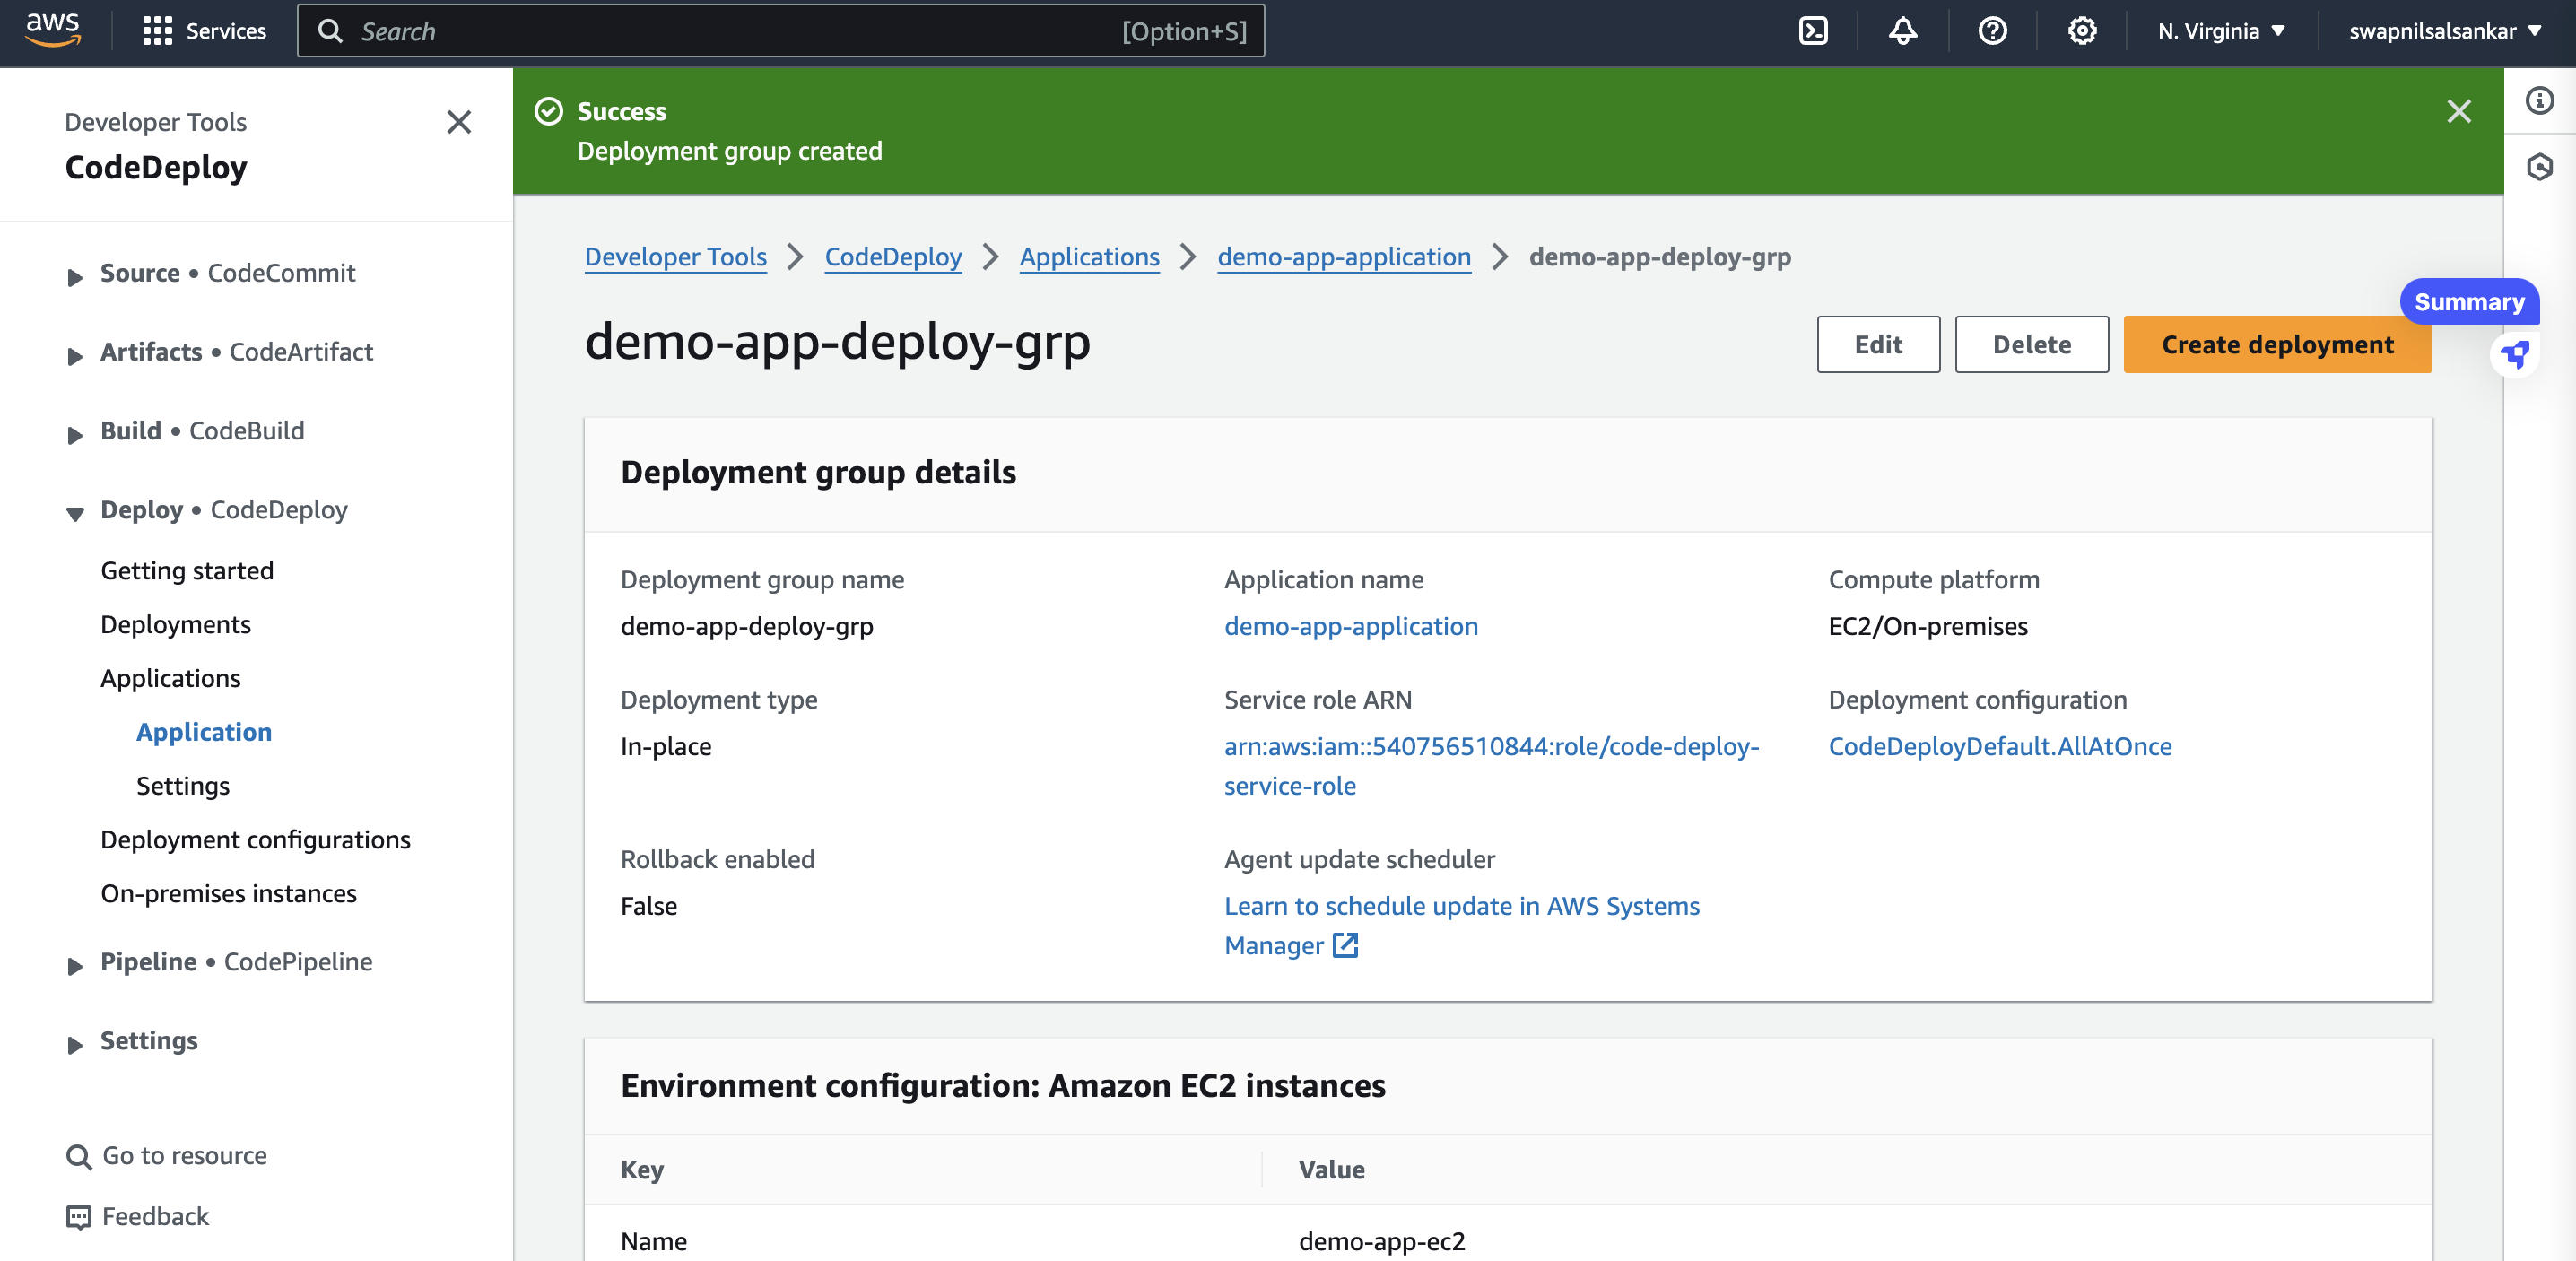 aws
Services
Search
[Option+S]
N. Virginia
swapnilsalsankar
Developer Tools
CodeDeploy
Source • CodeCommit
Artifacts • CodeArtifact
Build • CodeBuild
Deploy • CodeDeploy
Getting started
Deployments
Applications
Application
Settings
Deployment configurations
On-premises instances
Pipeline • CodePipeline
Settings
Go to resource
Feedback
Success
Deployment group created
Developer Tools > CodeDeploy > Applications > demo-app-application > demo-app-deploy-grp
demo-app-deploy-grp
Edit
Delete
Create deployment
Summary
Deployment group details
Deployment group name
demo-app-deploy-grp
Application name
demo-app-application
Compute platform
EC2/On-premises
Deployment type
In-place
Service role ARN
arn:aws:iam::540756510844:role/code-deploy-
service-role
Deployment configuration
CodeDeployDefault.AllAtOnce
Rollback enabled
False
Agent update scheduler
Learn to schedule update in AWS Systems
Manager
Environment configuration: Amazon EC2 instances
Key
Value
Name
demo-app-ec2